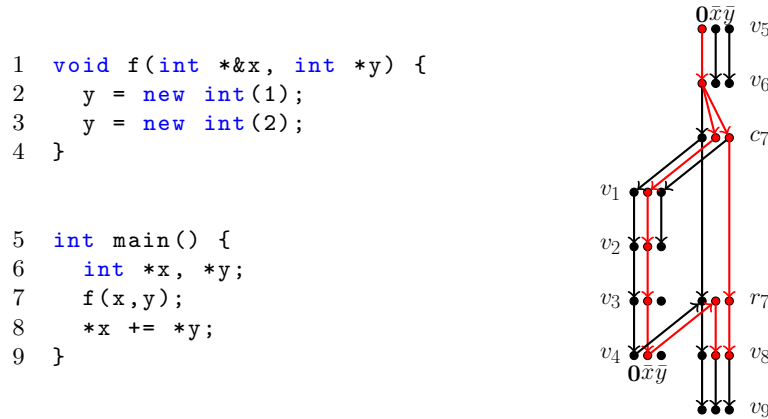 1 void f(int *&x, int *y) {
2 y = new int(1);
3 y = new int(2);
4 }
5 int main() {
6 int *x, *y;
7 f(x,y);
8 *x += *y;
9 }
0x̄ȳ
v5
v6
c7
v1
v2
v3
r7
v4
v8
0x̄ȳ
v9